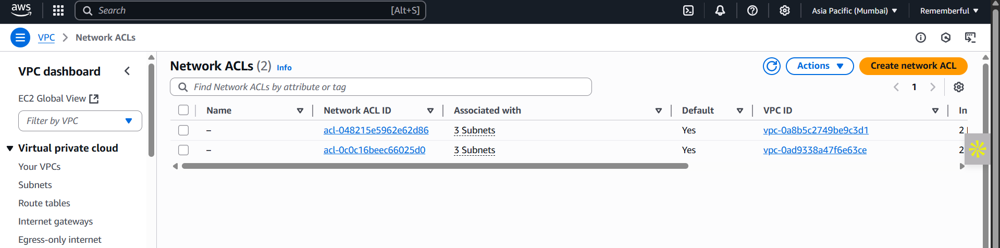 aws
Search [Alt+S] Asia Pacific (Mumbai) Rememberful
VPC Network ACLs
VPC dashboard
EC2 Global View
Filter by VPC
Virtual private cloud
Your VPCs
Subnets
Route tables
Internet gateways
Egress-only internet
Network ACLs (2) Info
Actions Create network ACL
Find Network ACLs by attribute or tag
1
Name Network ACL ID Associated with Default VPC ID In
– acl-048215e5962e62d86 3 Subnets Yes vpc-0a8b5c2749be9c3d1 2
– acl-0c0c16beec66025d0 3 Subnets Yes vpc-0ad9338a47f6e63ce 2